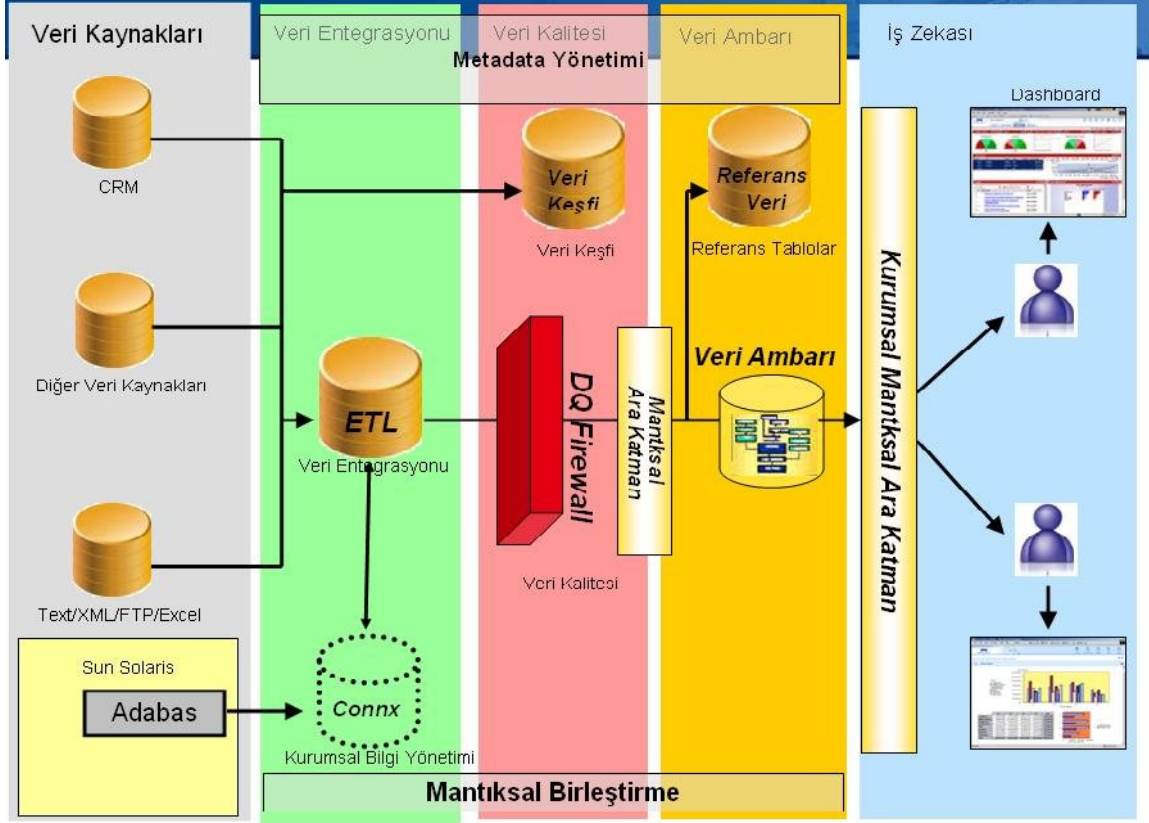 Veri Kaynakları
Veri Entegrasyonu
Veri Kalitesi
Veri Ambarı
İş Zekası
Metadata Yönetimi
Dashboard
CRM
Veri
Keşfi
Veri Keşfi
Referans
Veri
Referans Tablolar
Diğer Veri Kaynakları
ETL
Veri Entegrasyonu
DQ Firewall
Veri Kalitesi
Mantksal
Ara Katman
Veri Ambarı
Kurumsal Mantksal Ara Katman
Text/XML/FTP/Excel
Sun Solaris
Adabas
Connx
Kurumsal Bilgi Yönetimi
Mantıksal Birleştirme